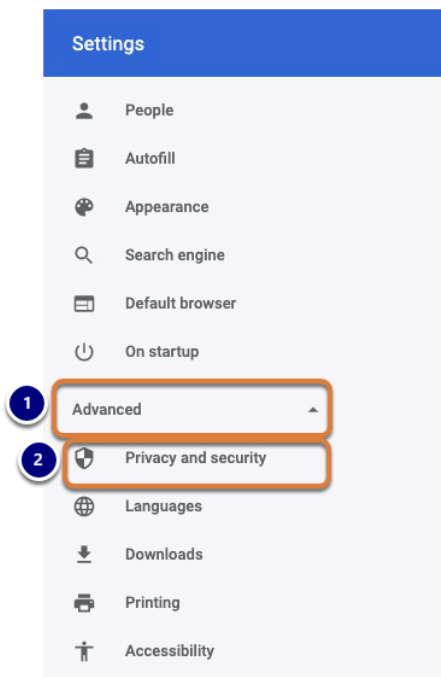 Settings
People
Autofill
Appearance
Search engine
Default browser
On startup
1
Advanced
2
Privacy and security
Languages
Downloads
Printing
Accessibility